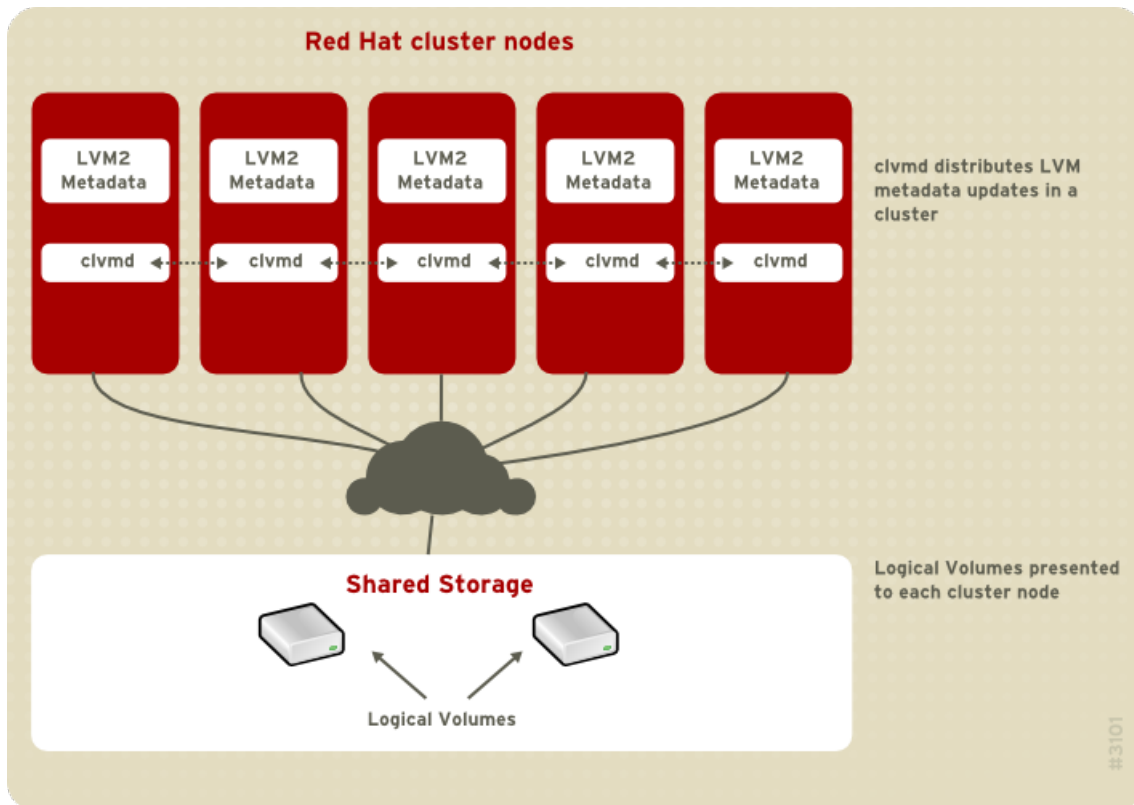 Red Hat cluster nodes
LVM2
Metadata
LVM2
Metadata
LVM2
Metadata
LVM2
Metadata
LVM2
Metadata
clvmd distributes LVM
metadata updates in a
cluster
clvmd
clvmd
clvmd
clvmd
clvmd
Shared Storage
Logical Volumes presented
to each cluster node
Logical Volumes
#3101